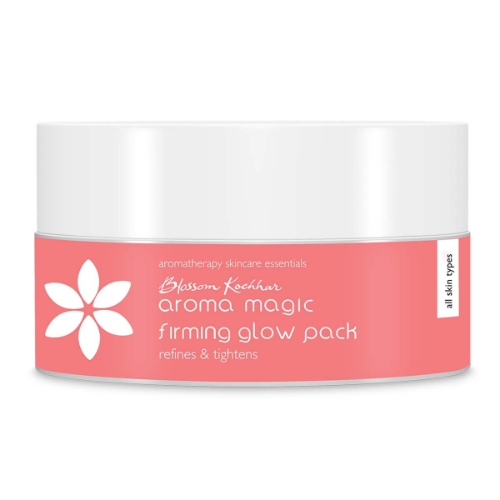 aromatherapy skincare essentials
Blossom Kochhar
aroma magic
firming glow pack
refines & tightens
all skin types